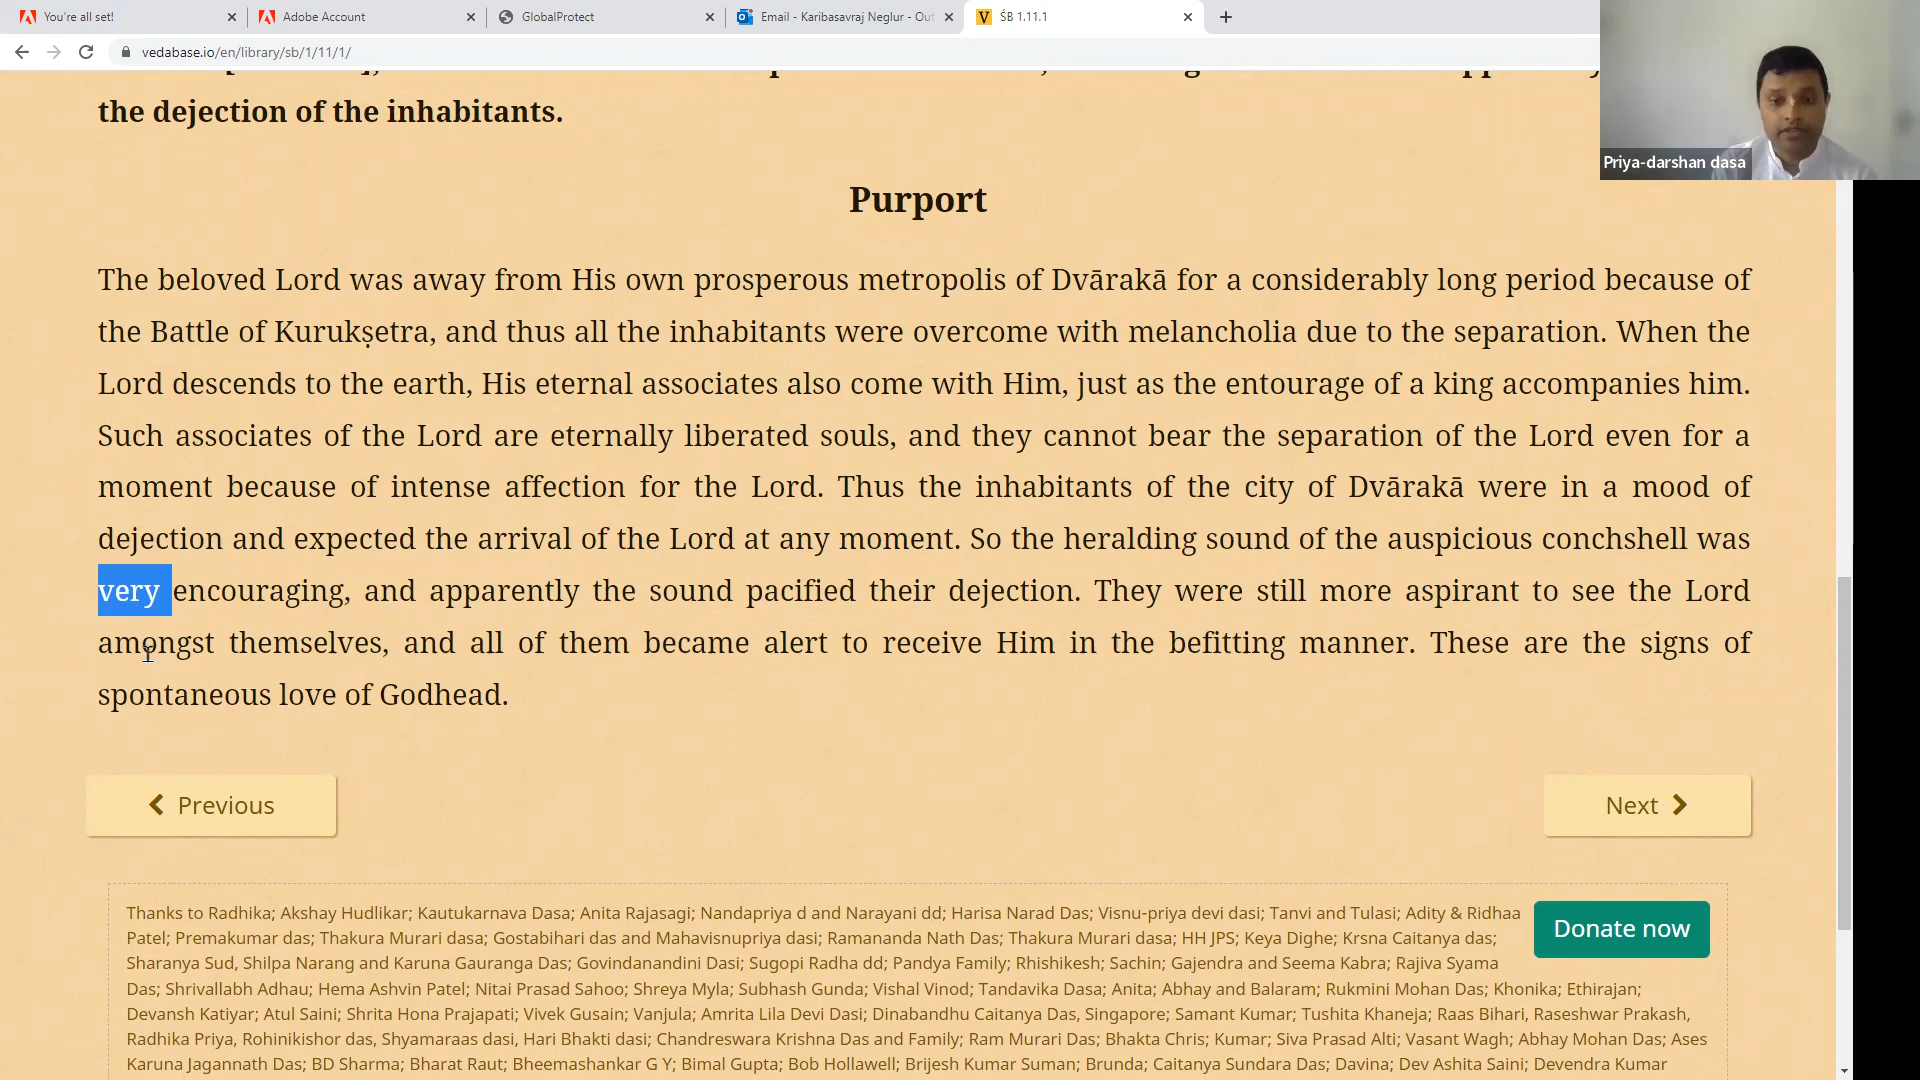 You're all set!
Adobe Account
GlobalProtect
Email - Karibasavraj Neglur - Out
ŚB 1.11.1
vedabase.io/en/library/sb/1/11/1/
the dejection of the inhabitants.
Priya-darshan dasa
Purport
The beloved Lord was away from His own prosperous metropolis of Dvārakā for a considerably long period because of
the Battle of Kurukṣetra, and thus all the inhabitants were overcome with melancholia due to the separation. When the
Lord descends to the earth, His eternal associates also come with Him, just as the entourage of a king accompanies him.
Such associates of the Lord are eternally liberated souls, and they cannot bear the separation of the Lord even for a
moment because of intense affection for the Lord. Thus the inhabitants of the city of Dvārakā were in a mood of
dejection and expected the arrival of the Lord at any moment. So the heralding sound of the auspicious conchshell was
very encouraging, and apparently the sound pacified their dejection. They were still more aspirant to see the Lord
amongst themselves, and all of them became alert to receive Him in the befitting manner. These are the signs of
spontaneous love of Godhead.
Previous
Next
Thanks to Radhika; Akshay Hudlikar; Kautukarnava Dasa; Anita Rajasagi; Nandapriya d and Narayani dd; Harisa Narad Das; Visnu-priya devi dasi; Tanvi and Tulasi; Adity & Ridhaa
Patel; Premakumar das; Thakura Murari dasa; Gostabihari das and Mahavisnupriya dasi; Ramananda Nath Das; Thakura Murari dasa; HH JPS; Keya Dighe; Krsna Caitanya das;
Sharanya Sud, Shilpa Narang and Karuna Gauranga Das; Govindanandini Dasi; Sugopi Radha dd; Pandya Family; Rhishikesh; Sachin; Gajendra and Seema Kabra; Rajiva Syama
Das; Shrivallabh Adhau; Hema Ashvin Patel; Nitai Prasad Sahoo; Shreya Myla; Subhash Gunda; Vishal Vinod; Tandavika Dasa; Anita; Abhay and Balaram; Rukmini Mohan Das; Khonika; Ethirajan;
Devansh Katiyar; Atul Saini; Shrita Hona Prajapati; Vivek Gusain; Vanjula; Amrita Lila Devi Dasi; Dinabandhu Caitanya Das, Singapore; Samant Kumar; Tushita Khaneja; Raas Bihari, Raseshwar Prakash,
Radhika Priya, Rohinikishor das, Shyamaraas dasi, Hari Bhakti dasi; Chandreswara Krishna Das and Family; Ram Murari Das; Bhakta Chris; Kumar; Siva Prasad Alti; Vasant Wagh; Abhay Mohan Das; Ases
Karuna Jagannath Das; BD Sharma; Bharat Raut; Bheemashankar G Y; Bimal Gupta; Bob Hollawell; Brijesh Kumar Suman; Brunda; Caitanya Sundara Das; Davina; Dev Ashita Saini; Devendra Kumar
Donate now